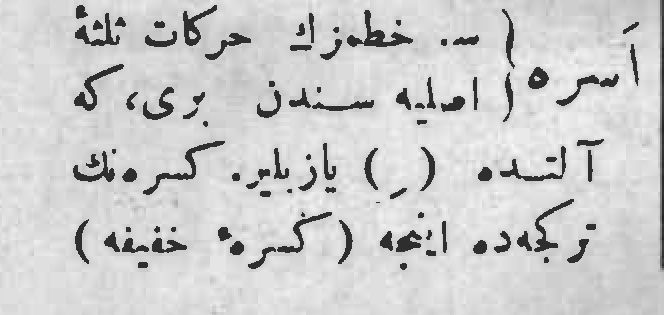 اَسره { س. خطمزك حركات ثلثهٔ
اصليه سندن برى، كه
آلتنده ( ِ ) يازيلير. كسره نك
تركجه ده اينجه (كسرهٔ خفيفه)